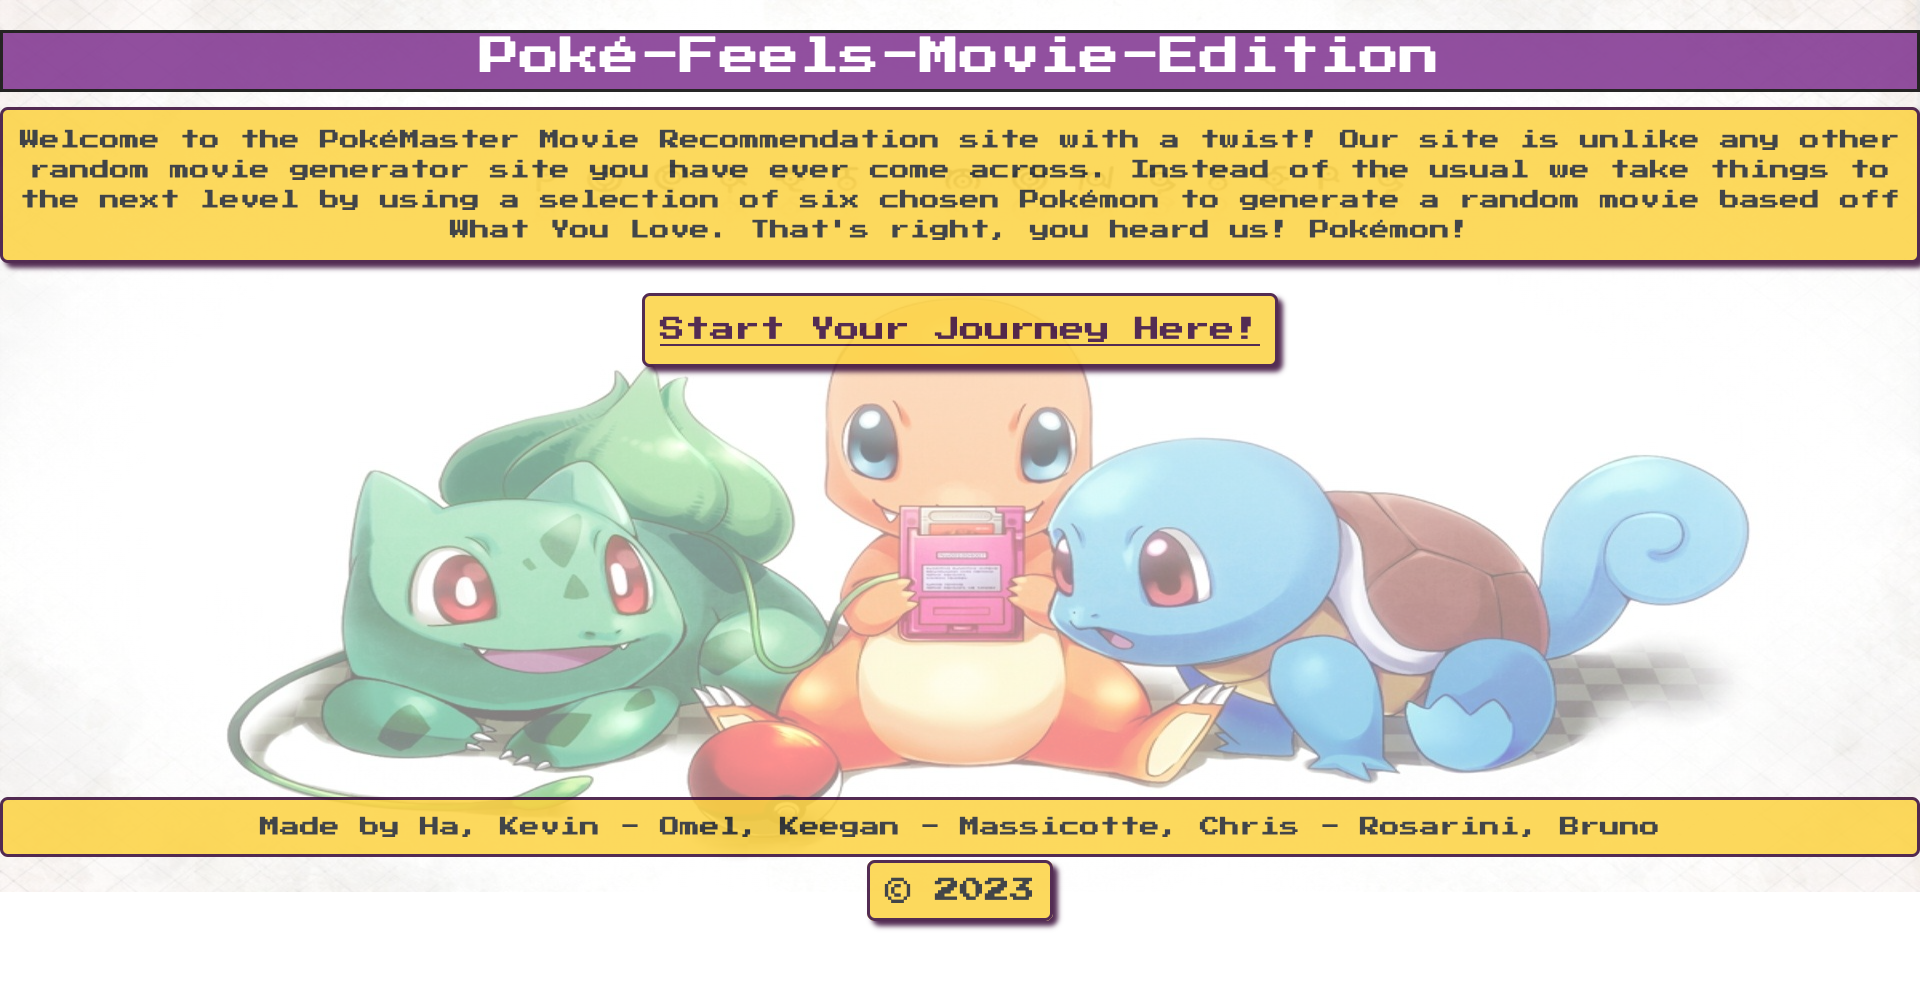 Poké-Feels-Movie-Edition
Welcome to the PokéMaster Movie Recommendation site with a twist! Our site is unlike any other
random movie generator site you have ever come across. Instead of the usual we take things to
the next level by using a selection of six chosen Pokémon to generate a random movie based off
What You Love. That's right, you heard us! Pokémon!
Start Your Journey Here!
Made by Ha, Kevin - Omel, Keegan - Massicotte, Chris - Rosarini, Bruno
© 2023